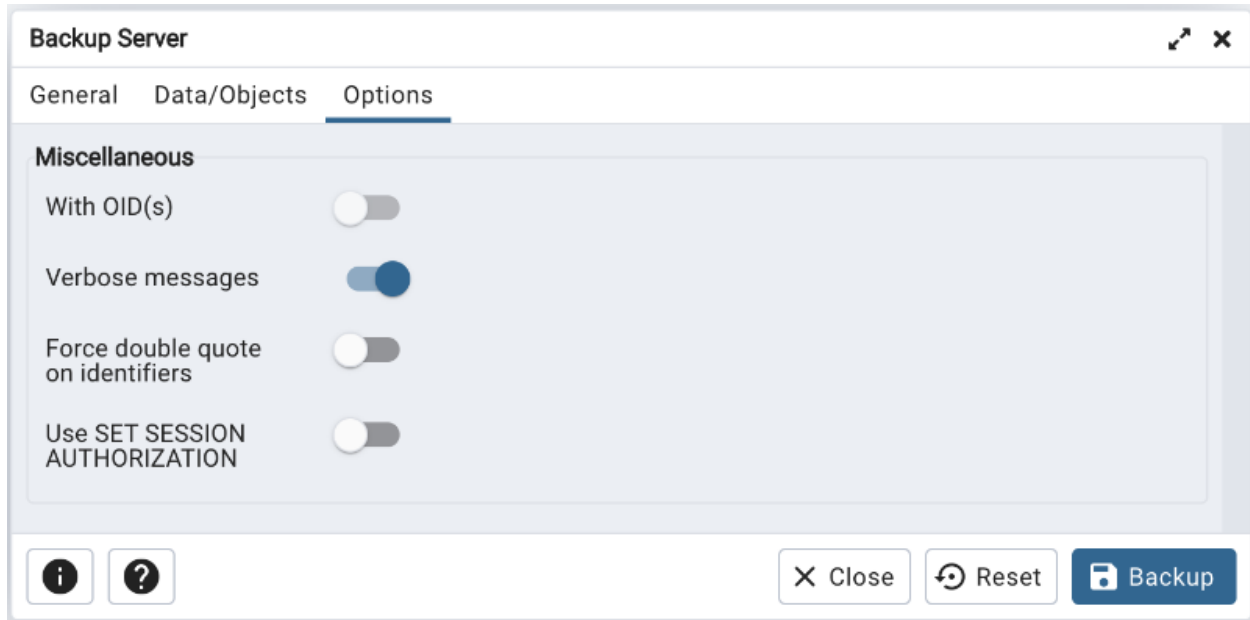 Backup Server
General Data/Objects Options
Miscellaneous
With OID(s)
Verbose messages
Force double quote
on identifiers
Use SET SESSION
AUTHORIZATION
Close Reset Backup